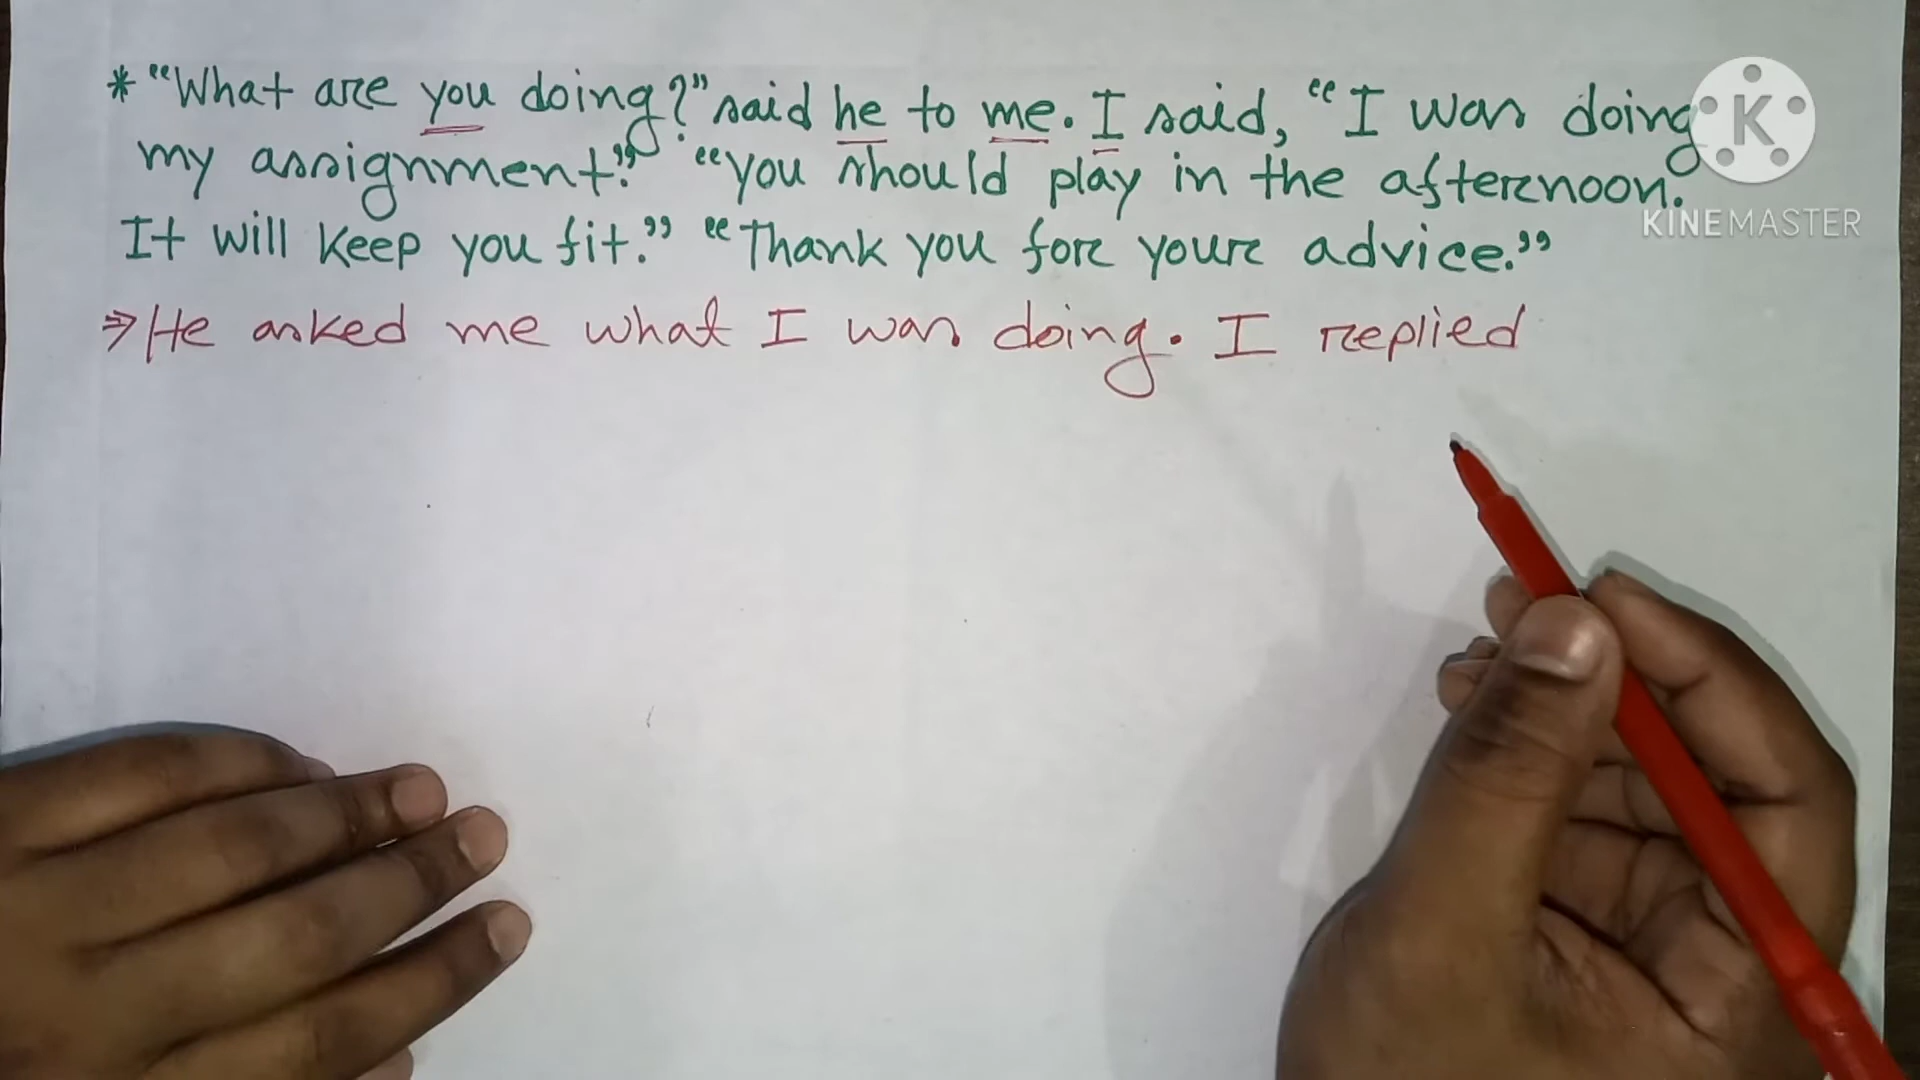 * "What are you doing?" said he to me. I said, "I was doing
my assignment." "you should play in the afternoon.
It will keep you fit." "Thank you for your advice."
⇒ He asked me what I was doing. I replied
K
KINEMASTER